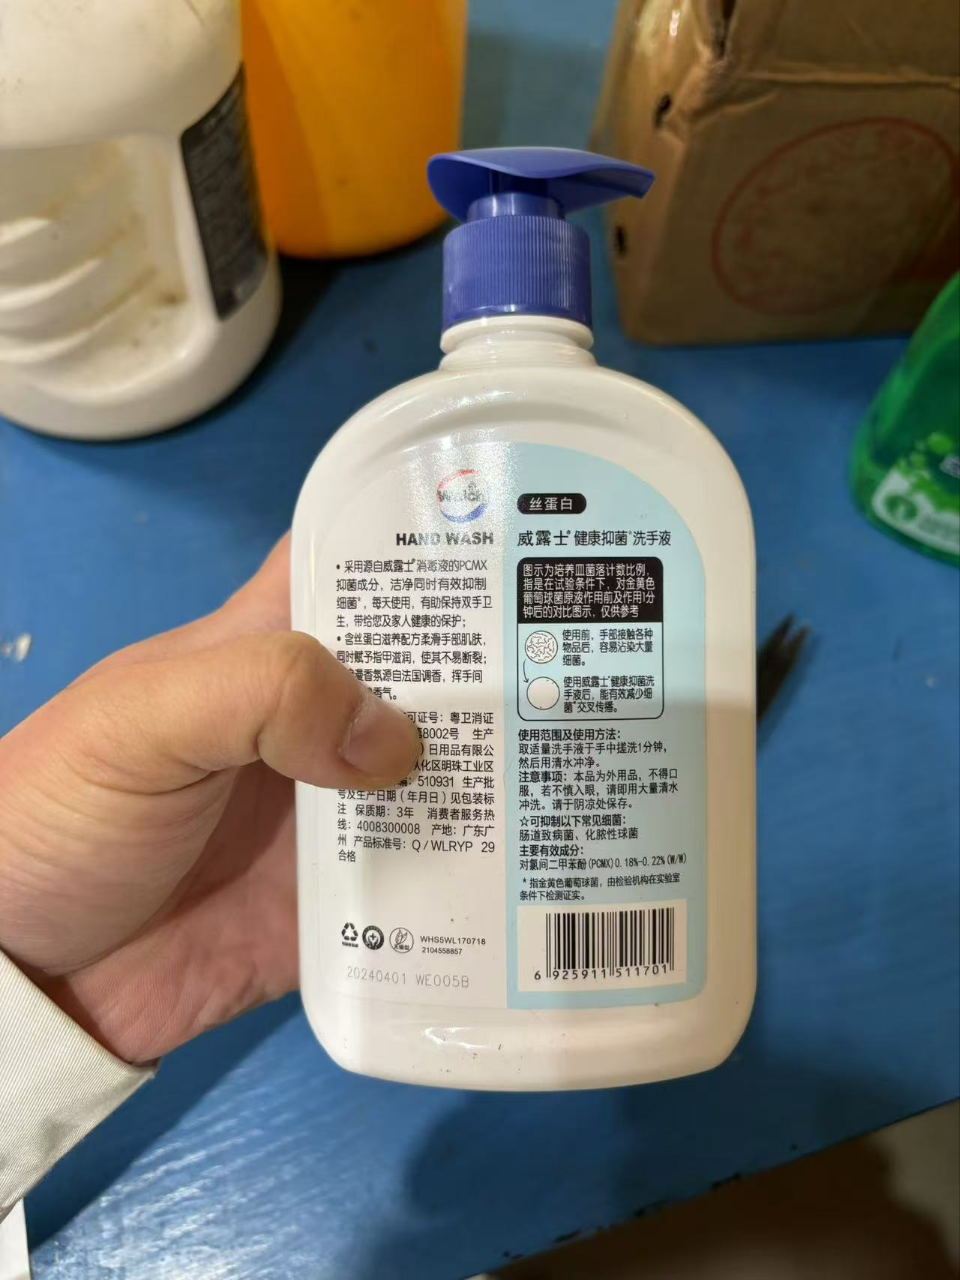 Walch
HAND WASH
• 采用源自威露士®消毒液的PCMX
抑菌成分，洁净同时有效抑制
细菌*，每天使用，有助保持双手卫
生，带给您及家人健康的保护；
• 含丝蛋白滋养配方柔滑手部肌肤，
同时赋予指甲滋润，使其不易断裂；
香氛源自法国调香，挥手间
香气。
可证号：粤卫消证
8002号 生产
日用品有限公
化区明珠工业区
：510931 生产批
号及生产日期（年月日）见包装标
注 保质期：3年 消费者服务热
线：4008300008 产地：广东广
州 产品标准号：Q/WLRYP 29
合格
WHS5WL170718
2104558857
20240401 WE005B
丝蛋白
威露士®健康抑菌*洗手液
图示为培养皿菌落计数比例，
指是在试验条件下，对金黄色
葡萄球菌原液作用前及作用1分
钟后的对比图示，仅供参考
使用前，手部接触各种
物品后，容易沾染大量
细菌。
使用威露士®健康抑菌洗
手液后，能有效减少细
菌*交叉传播。
使用范围及使用方法：
取适量洗手液于手中搓洗1分钟，
然后用清水冲净。
注意事项：本品为外用品，不得口
服，若不慎入眼，请即用大量清水
冲洗。请于阴凉处保存。
☆可抑制以下常见细菌：
肠道致病菌、化脓性球菌
主要有效成分：
对氯间二甲苯酚(PCMX)0.18%-0.22%(W/W)
* 指金黄色葡萄球菌，由检验机构在实验室
条件下检测证实。
6 925911 511701